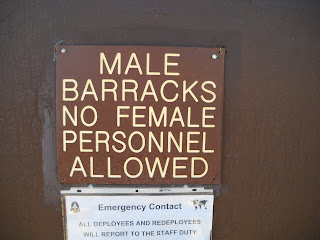 MALE
BARRACKS
NO FEMALE
PERSONNEL
ALLOWED
Emergency Contact
ALL DEPLOYEES AND REDEPLOYEES
WILL REPORT TO THE STAFF DUTY